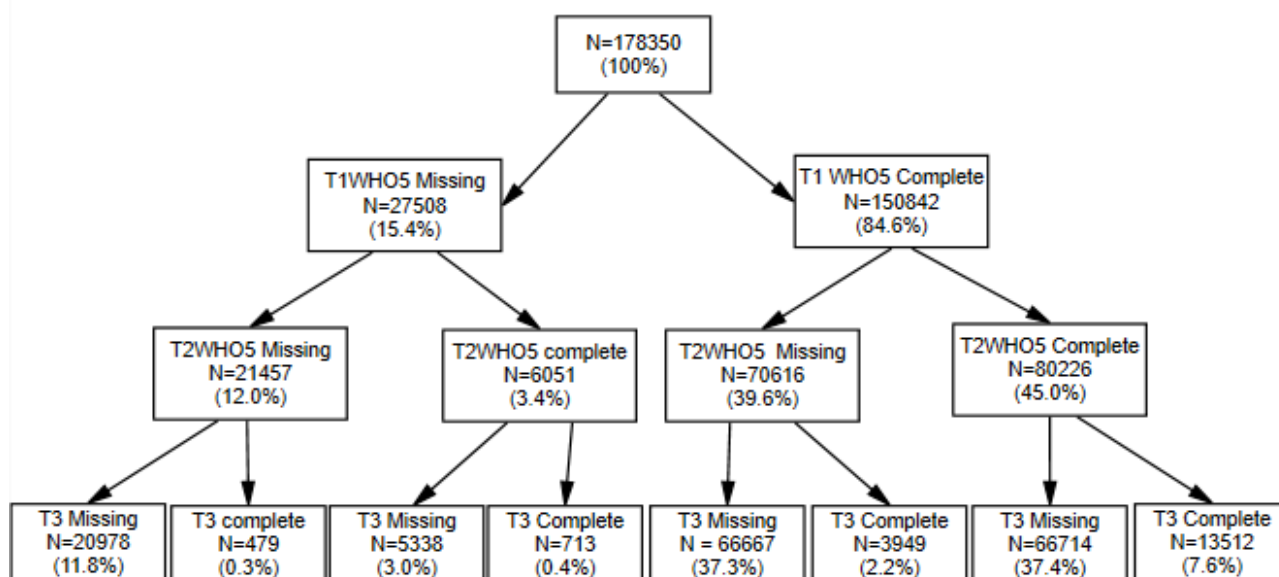 N=178350
(100%)
T1WHO5 Missing
N=27508
(15.4%)
T1 WHO5 Complete
N=150842
(84.6%)
T2WHO5 Missing
N=21457
(12.0%)
T2WHO5 complete
N=6051
(3.4%)
T2WHO5  Missing
N=70616
(39.6%)
T2WHO5 Complete
N=80226
(45.0%)
T3 Missing
N=20978
(11.8%)
T3 complete
N=479
(0.3%)
T3 Missing
N=5338
(3.0%)
T3 Complete
N=713
(0.4%)
T3 Missing
N = 66667
(37.3%)
T3 Complete
N=3949
(2.2%)
T3 Missing
N=66714
(37.4%)
T3 Complete
N=13512
(7.6%)